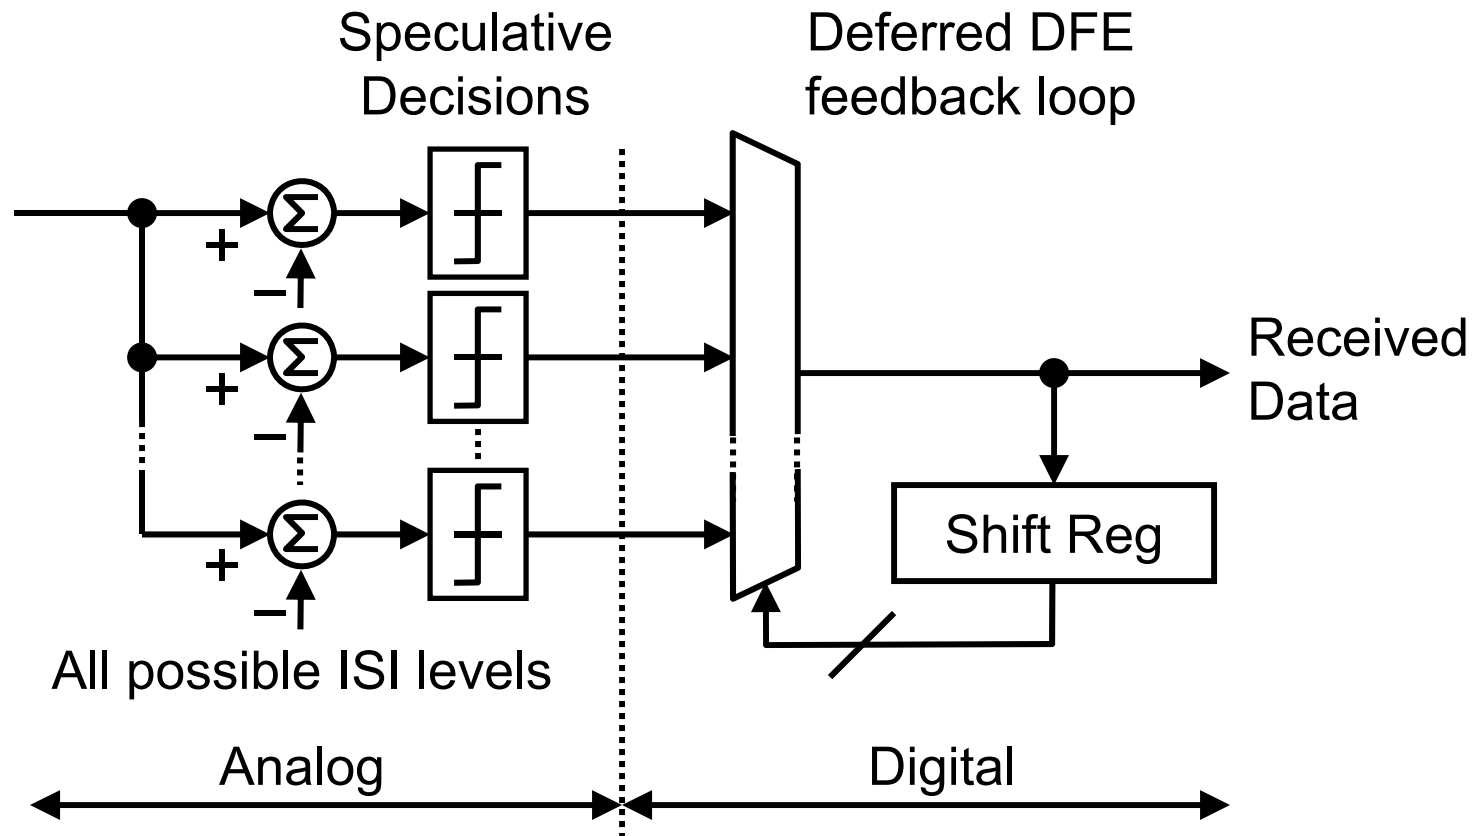 Speculative
Decisions
Deferred DFE
feedback loop
Σ
+
−
Σ
+
−
Σ
+
−
Received
Data
Shift Reg
All possible ISI levels
Analog
Digital